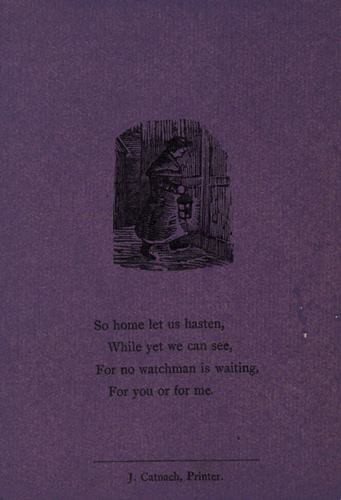 So home let us hasten,
While yet we can see,
For no watchman is waiting,
For you or for me.
J. Catnach, Printer.